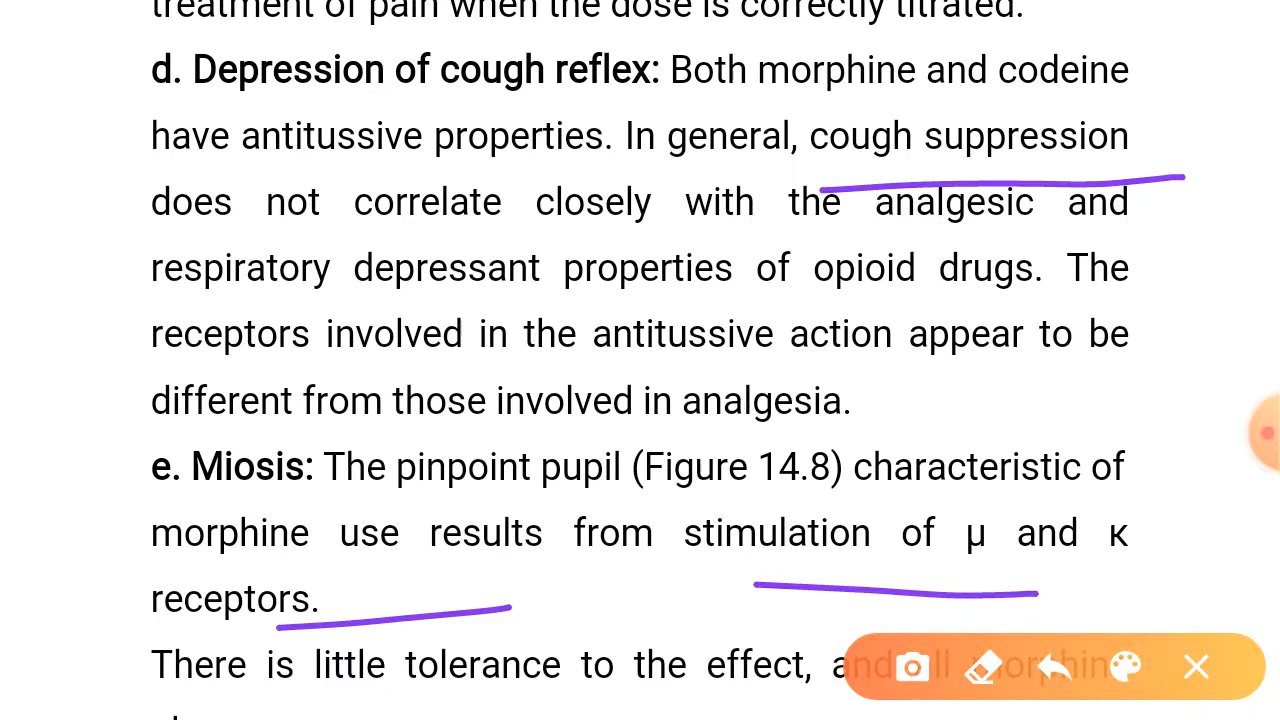 treatment of pain when the dose is correctly titrated.
d. Depression of cough reflex: Both morphine and codeine
have antitussive properties. In general, cough suppression
does not correlate closely with the analgesic and
respiratory depressant properties of opioid drugs. The
receptors involved in the antitussive action appear to be
different from those involved in analgesia.
e. Miosis: The pinpoint pupil (Figure 14.8) characteristic of
morphine use results from stimulation of µ and κ
receptors.
There is little tolerance to the effect, and all morphine